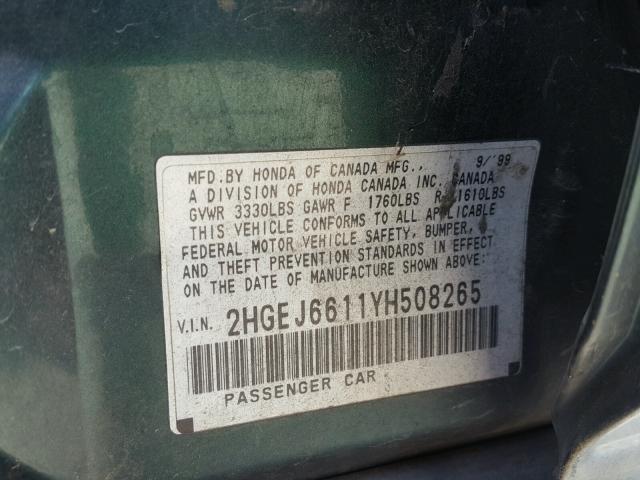 MFD. BY HONDA OF CANADA MFG., 9/'99
A DIVISION OF HONDA CANADA INC., CANADA
GVWR 3330LBS GAWR F 1760LBS R 1610LBS
THIS VEHICLE CONFORMS TO ALL APPLICABLE
FEDERAL MOTOR VEHICLE SAFETY, BUMPER,
AND THEFT PREVENTION STANDARDS IN EFFECT
ON THE DATE OF MANUFACTURE SHOWN ABOVE.
V.I.N. 2HGEJ6611YH508265
PASSENGER CAR